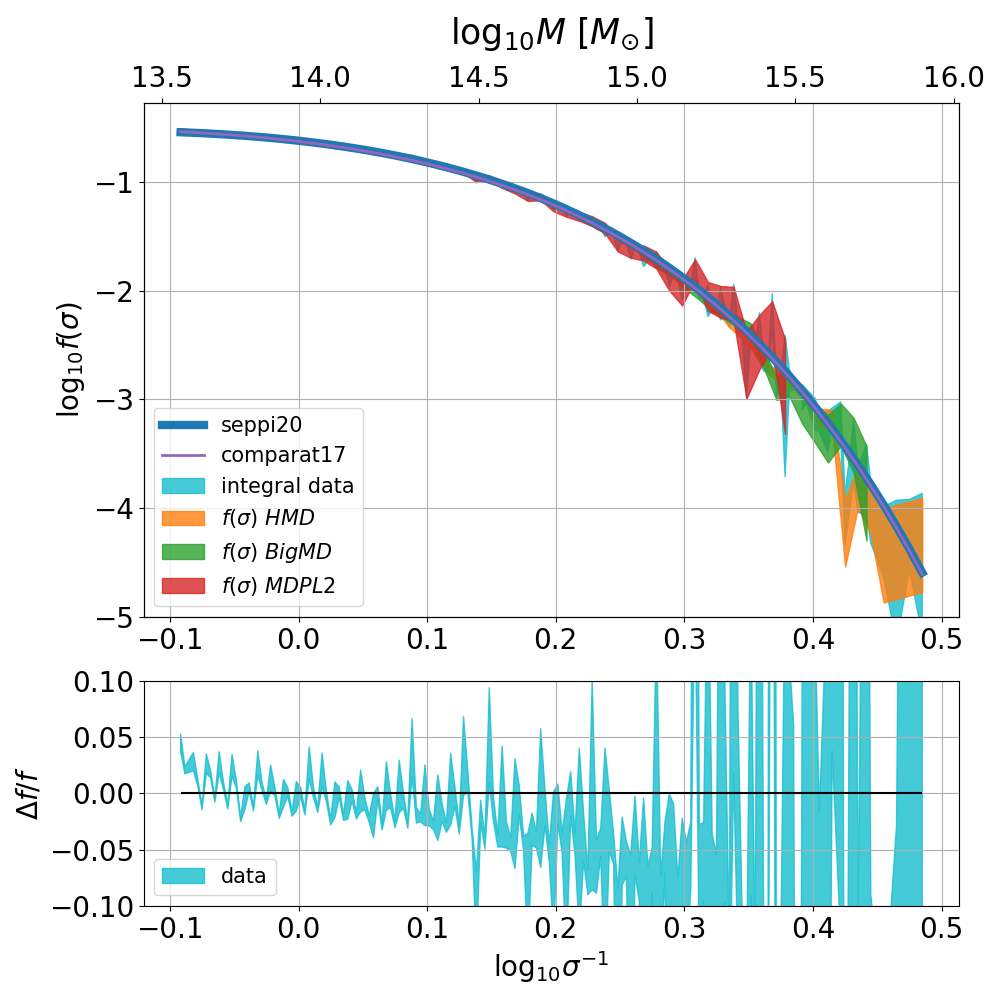 log₁₀M [M⊙]
13.5 14.0 14.5 15.0 15.5 16.0
log₁₀f(σ)
−1
−2
−3
−4
−5
seppi20
comparat17
integral data
f(σ) HMD
f(σ) BigMD
f(σ) MDPL2
−0.1 0.0 0.1 0.2 0.3 0.4 0.5
Δf/f
0.10
0.05
0.00
−0.05
−0.10
data
−0.1 0.0 0.1 0.2 0.3 0.4 0.5
log₁₀σ⁻¹